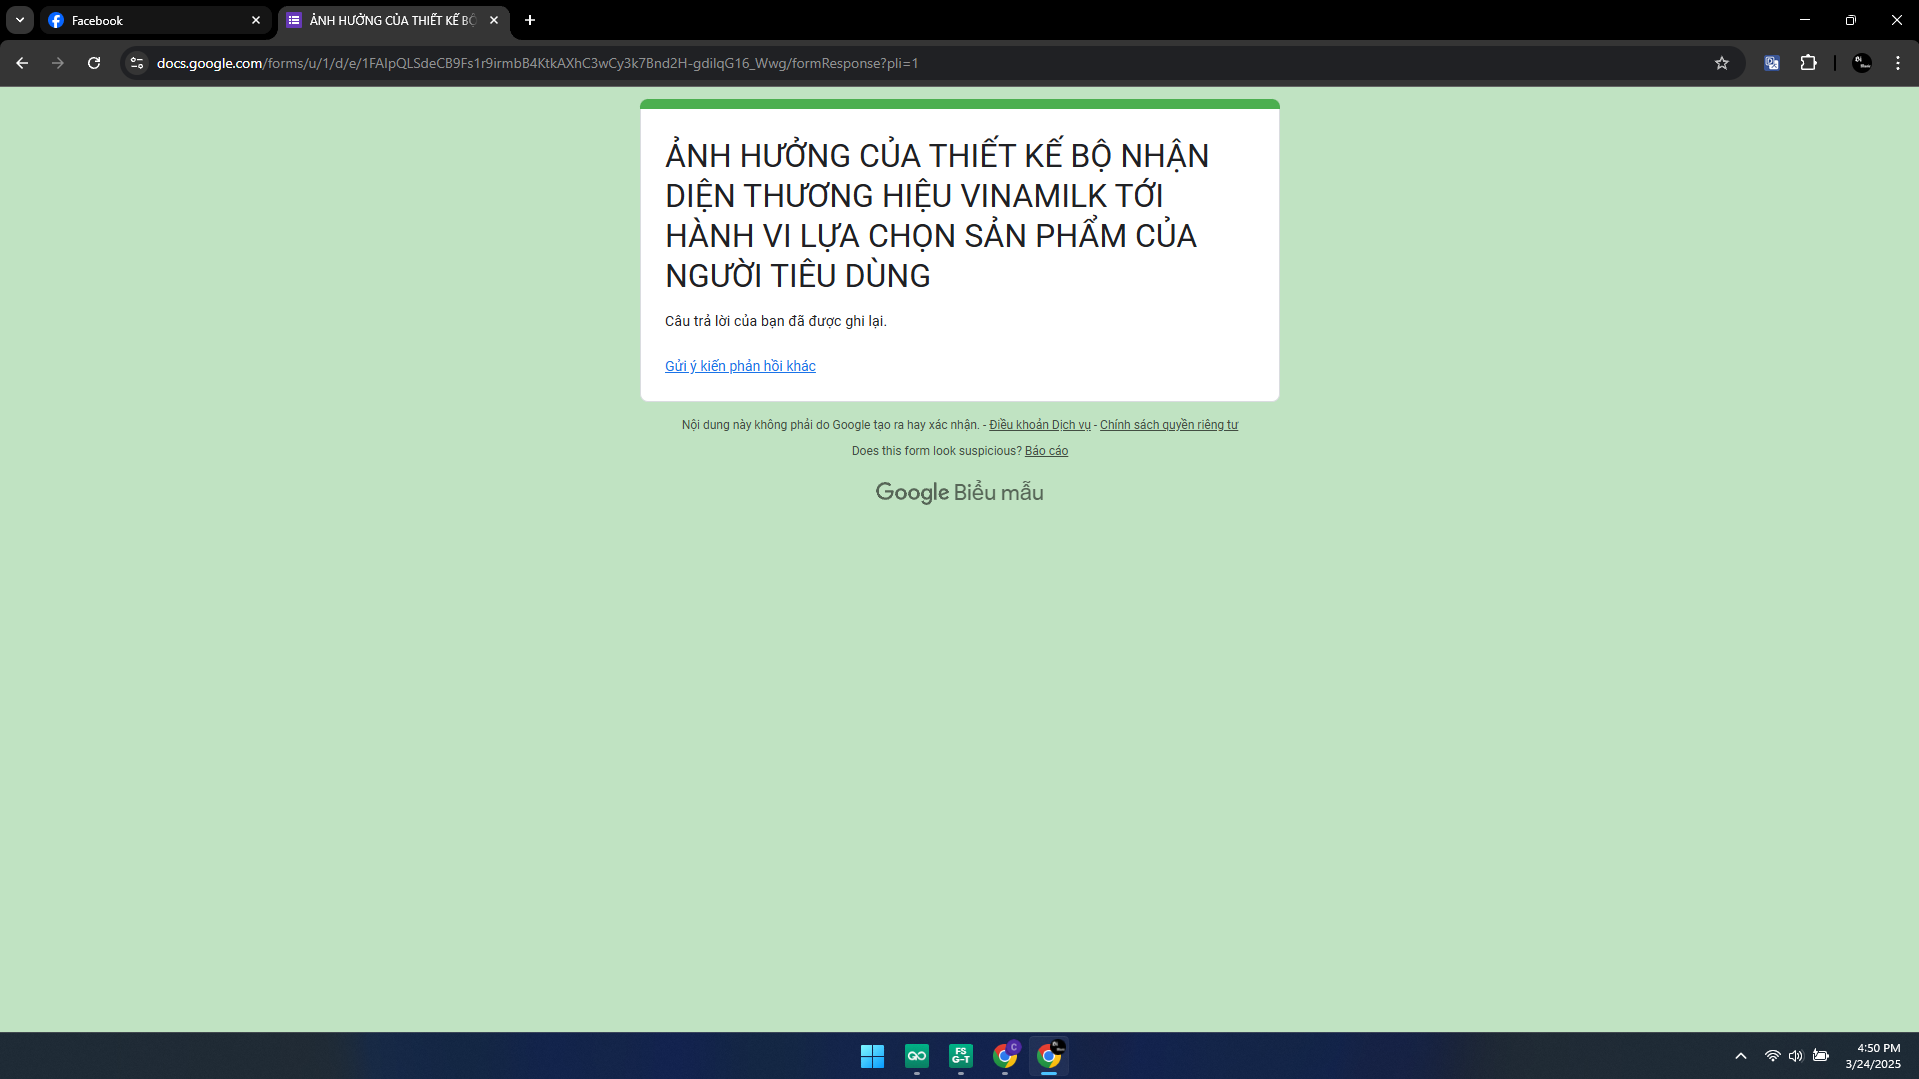 Facebook
ẢNH HƯỞNG CỦA THIẾT KẾ BỘ
docs.google.com/forms/u/1/d/e/1FAIpQLSdeCB9Fs1r9irmbB4KtkAXhC3wCy3k7Bnd2H-gdilqG16_Wwg/formResponse?pli=1
ẢNH HƯỞNG CỦA THIẾT KẾ BỘ NHẬN
DIỆN THƯƠNG HIỆU VINAMILK TỚI
HÀNH VI LỰA CHỌN SẢN PHẨM CỦA
NGƯỜI TIÊU DÙNG
Câu trả lời của bạn đã được ghi lại.
Gửi ý kiến phản hồi khác
Nội dung này không phải do Google tạo ra hay xác nhận. - Điều khoản Dịch vụ - Chính sách quyền riêng tư
Does this form look suspicious? Báo cáo
Google Biểu mẫu
FS
G-T
C
4:50 PM
3/24/2025